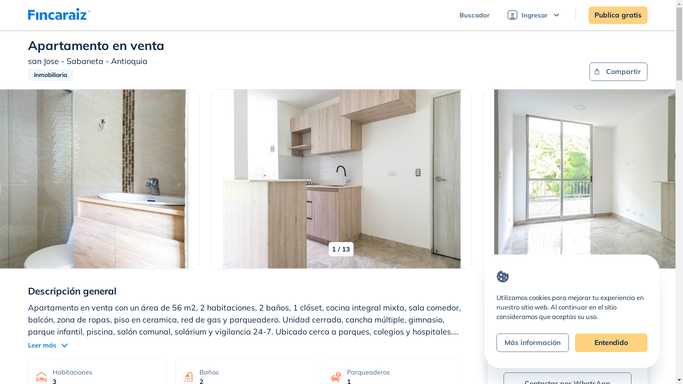 Fincaraiz
Buscador
Ingresar
Publica gratis
Apartamento en venta
san Jose - Sabaneta - Antioquia
Inmobiliaria
Compartir
1 / 13
Descripción general
Apartamento en venta con un área de 56 m2, 2 habitaciones, 2 baños, 1 clóset, cocina integral mixta, sala comedor,
balcón, zona de ropas, piso en ceramica, red de gas y parqueadero. Unidad cerrada, cancha múltiple, gimnasio,
parque infantil, piscina, salón comunal, solárium y vigilancia 24-7. Ubicado cerca a parques, colegios y hospitales....
Leer más
Habitaciones
3
Baños
2
Parqueaderos
1
Utilizamos cookies para mejorar tu experiencia en
nuestro sitio web. Al continuar en el sitio
consideramos que aceptas su uso.
Más información
Entendido
Contactar por WhatsApp